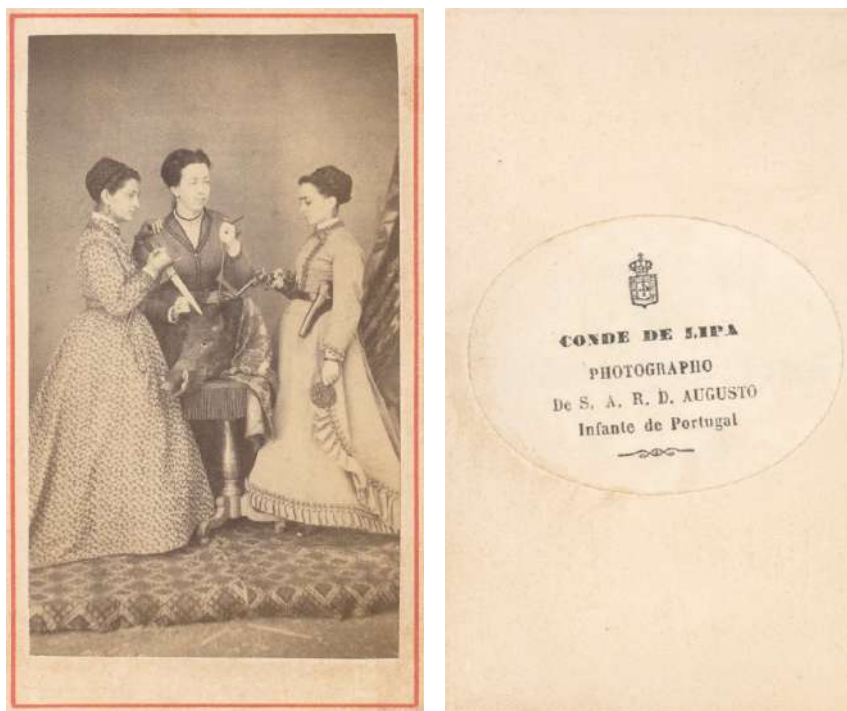 CONDE DE LIPA
PHOTOGRAPHO
De S. A. R. D. AUGUSTO
Infante de Portugal